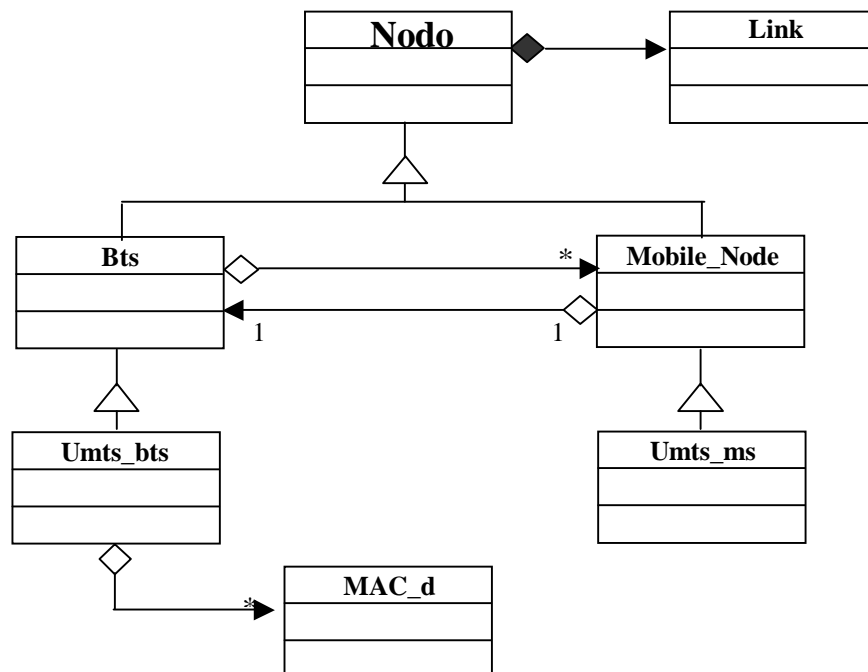 Nodo
Link
Bts
*
Mobile_Node
1
1
Umts_bts
Umts_ms
*
MAC_d